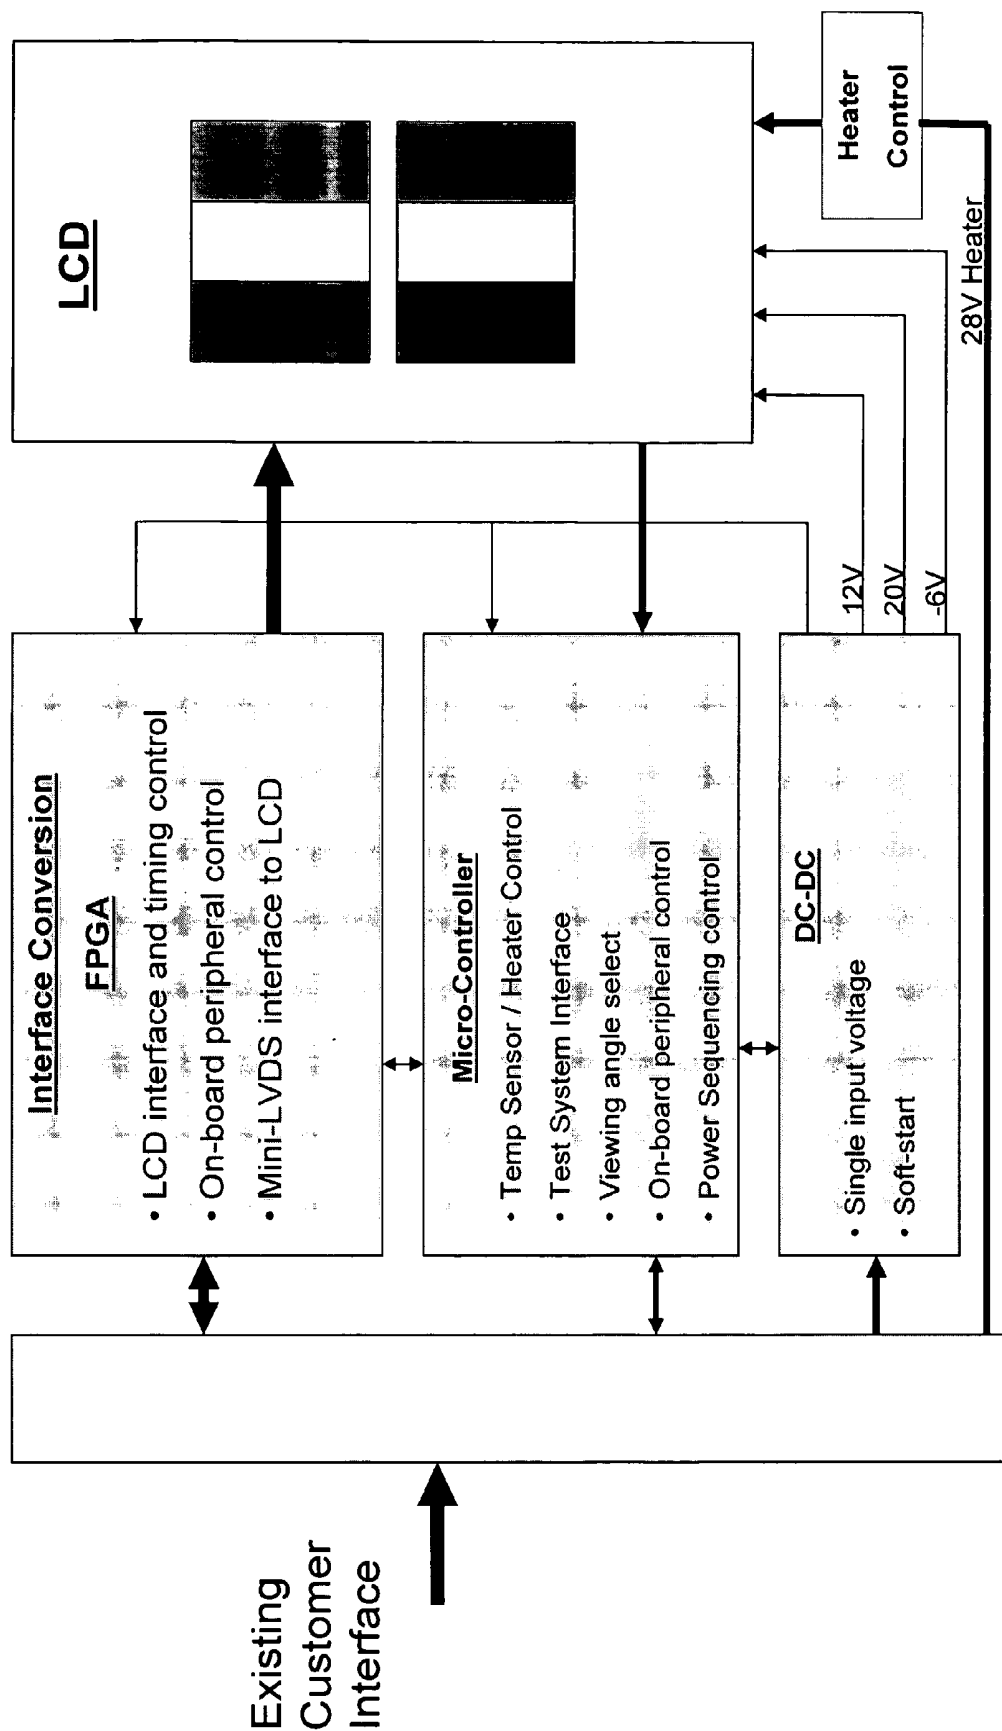 Existing
Customer
Interface
Interface Conversion
FPGA
• LCD interface and timing control
• On-board peripheral control
• Mini-LVDS interface to LCD
Micro-Controller
• Temp Sensor / Heater Control
• Test System Interface
• Viewing angle select
• On-board peripheral control
• Power Sequencing control
DC-DC
• Single input voltage
• Soft-start
12V
20V
-6V
28V Heater
LCD
Heater
Control